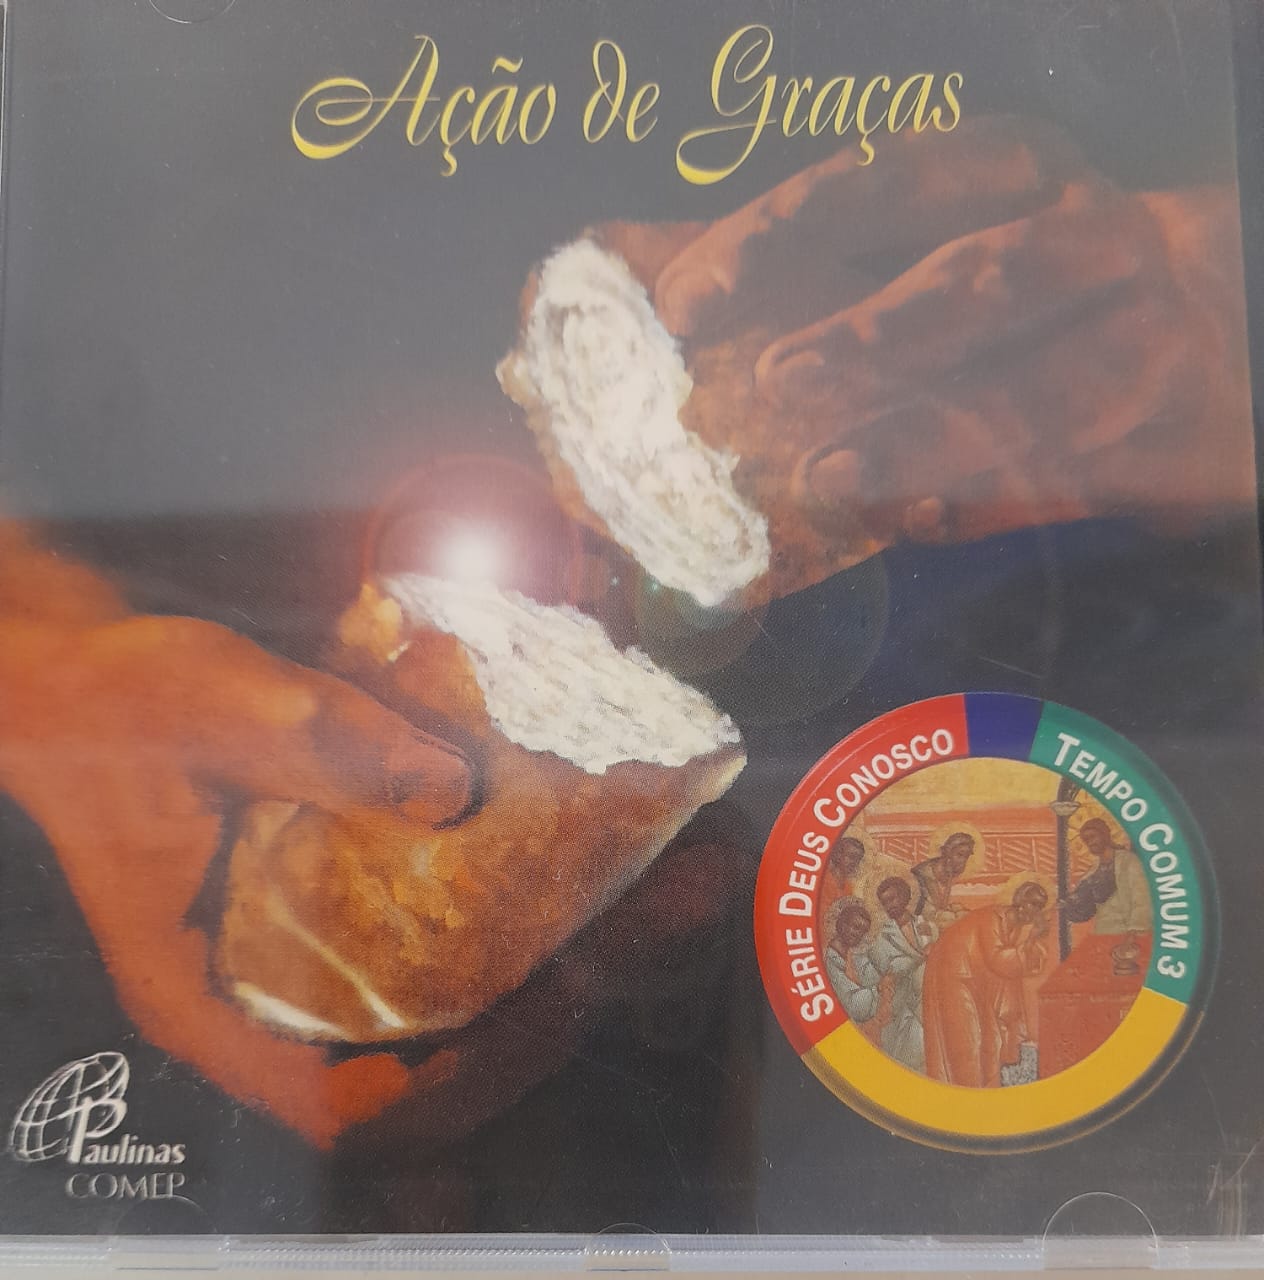 Ação de Graças
SÉRIE DEUS CONOSCO
TEMPO COMUM 3
Paulinas
COMEP